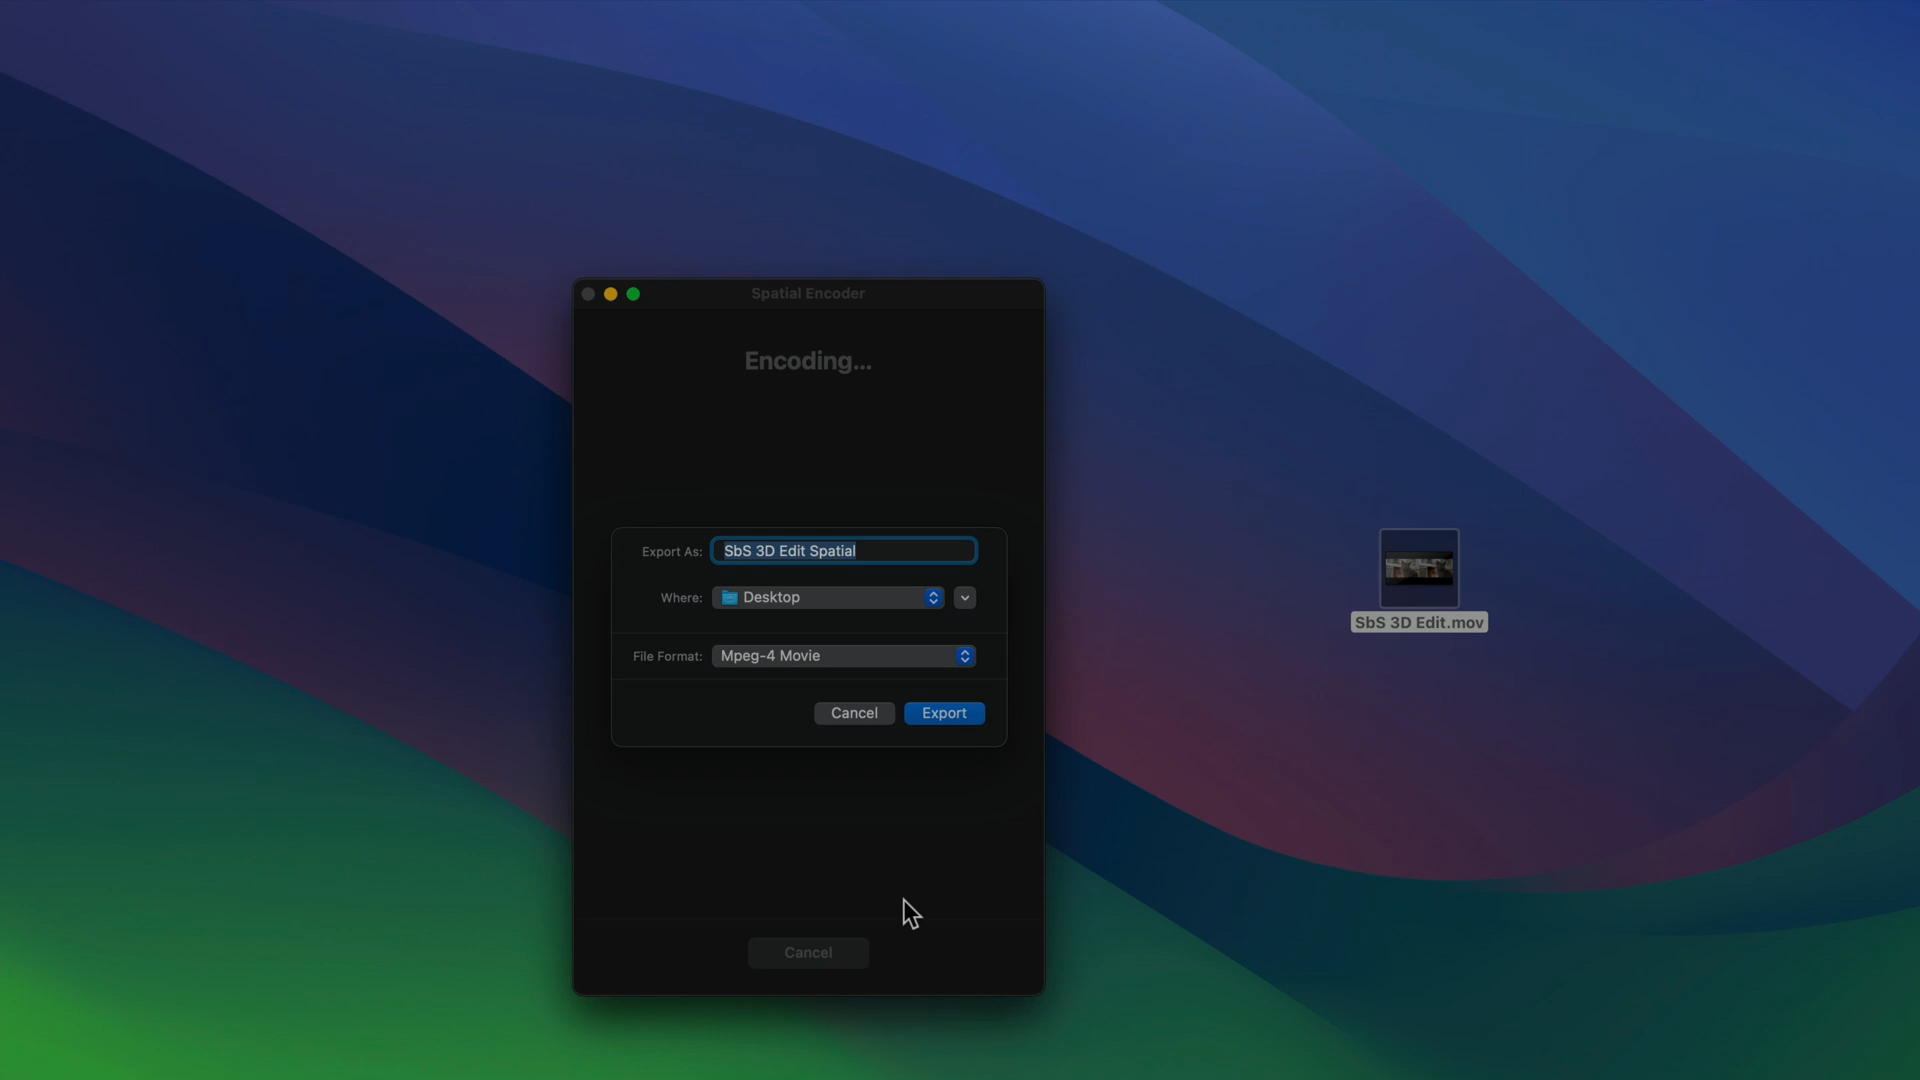 Spatial Encoder
Encoding...
Export As: SbS 3D Edit Spatial
Where: Desktop
File Format: Mpeg-4 Movie
Cancel Export
Cancel
SbS 3D Edit.mov